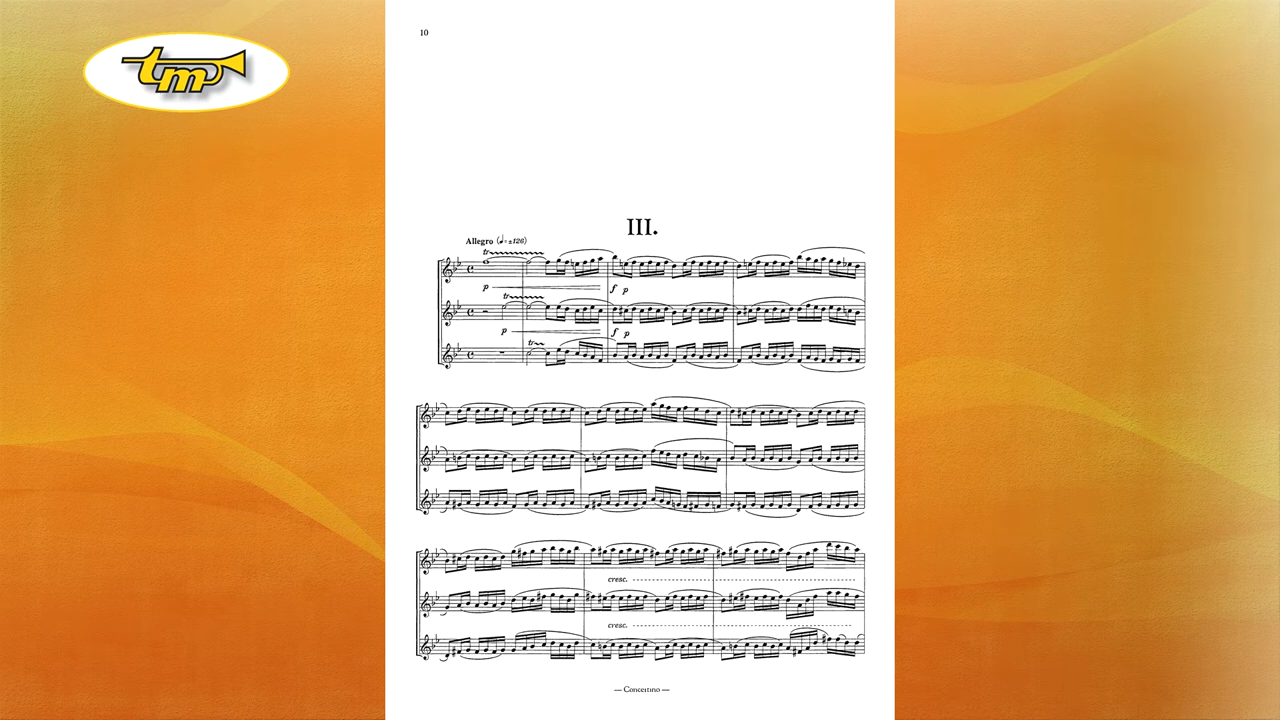 tm
10
III.
Allegro (♩=±126)
tr
p f p
tr
p f p
tr
cresc.
cresc.
— Concertino —